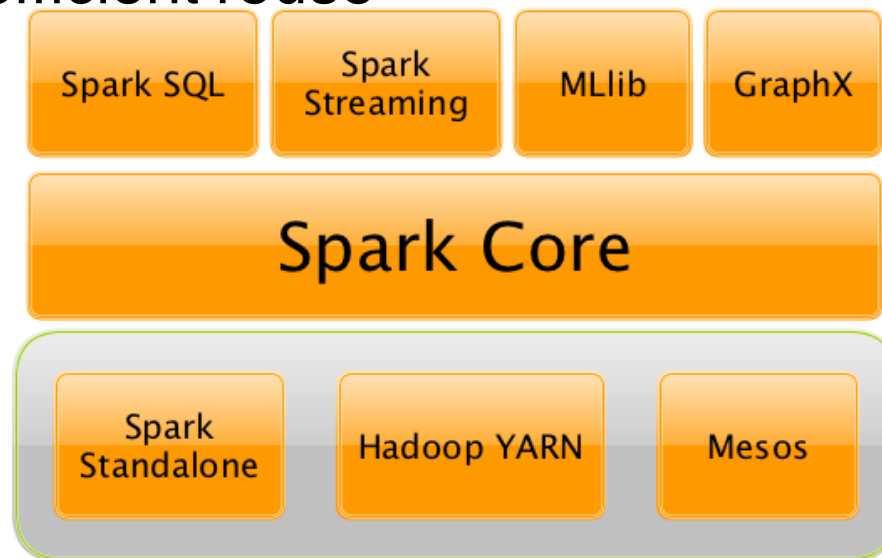 Spark SQL
Spark
Streaming
MLlib
GraphX
Spark Core
Spark
Standalone
Hadoop YARN
Mesos